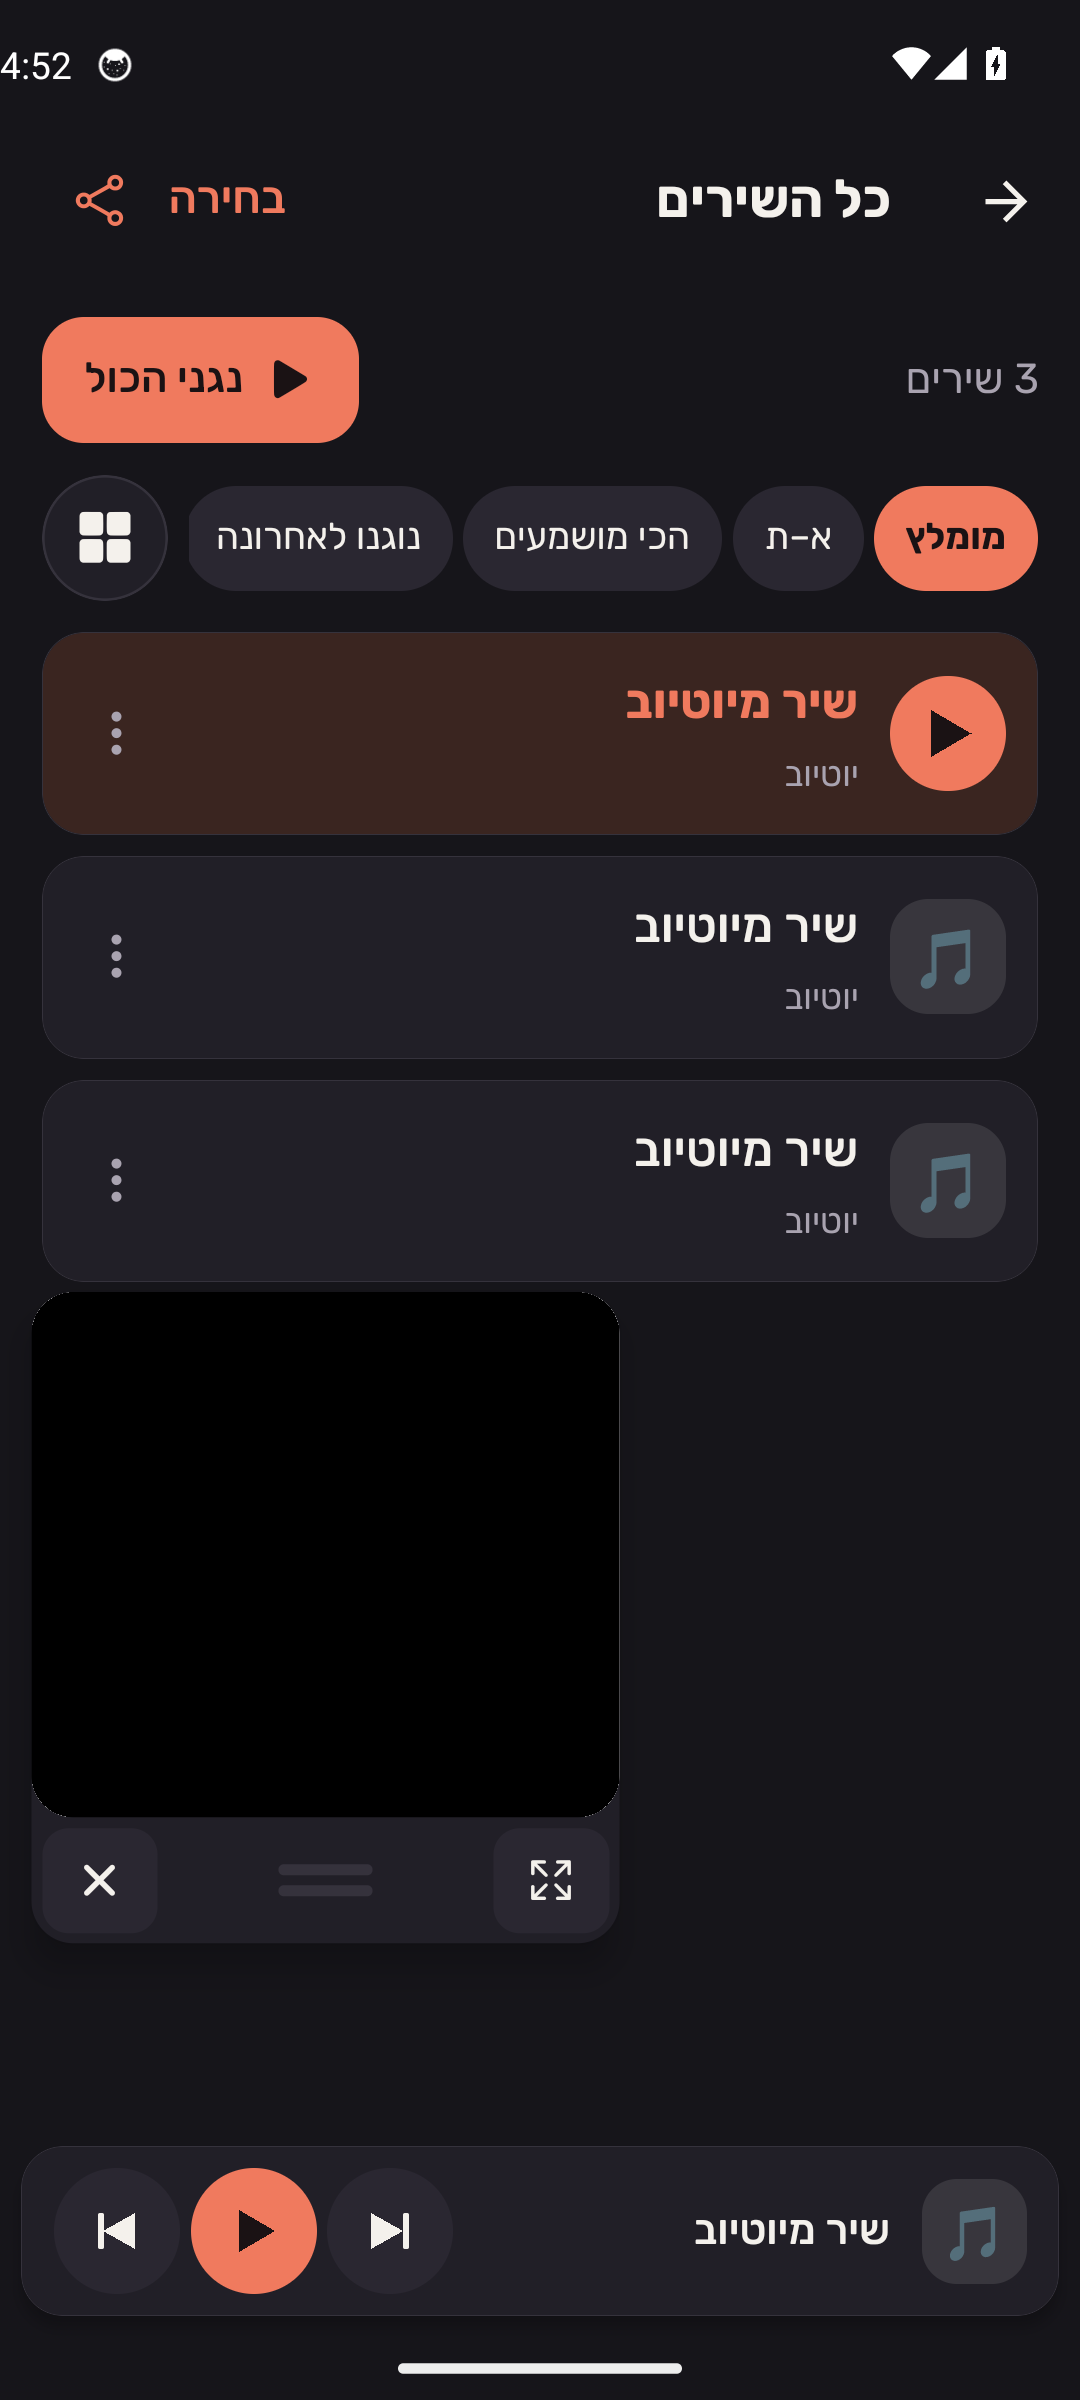 4:52
כל השירים
בחירה
3 שירים
נגני הכול
מומלץ
א-ת
הכי מושמעים
נוגנו לאחרונה
שיר מיוטיוב
יוטיוב
שיר מיוטיוב
יוטיוב
שיר מיוטיוב
יוטיוב
שיר מיוטיוב